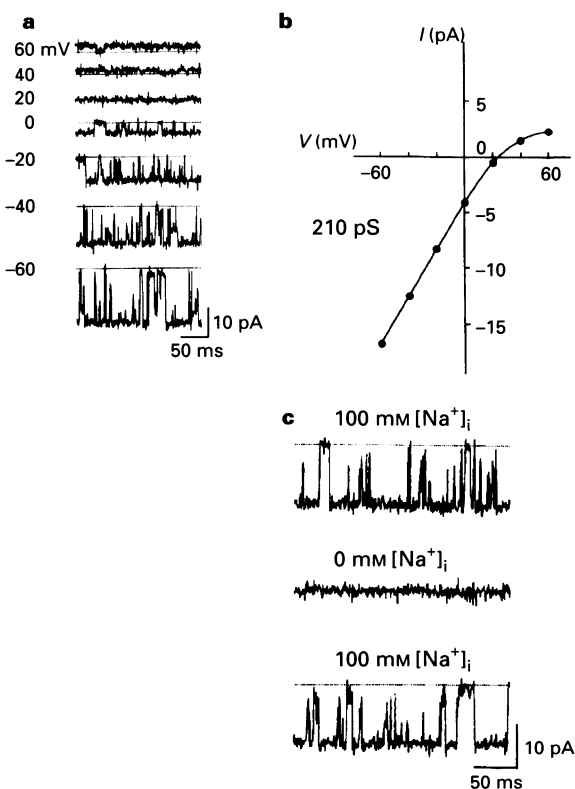 a
60 mV
40
20
0
–20
–40
–60
10 pA
50 ms
b
I (pA)
5
V (mV)
0
–60
60
–5
210 pS
–10
–15
c
100 mM [Na⁺]ᵢ
0 mM [Na⁺]ᵢ
100 mM [Na⁺]ᵢ
10 pA
50 ms